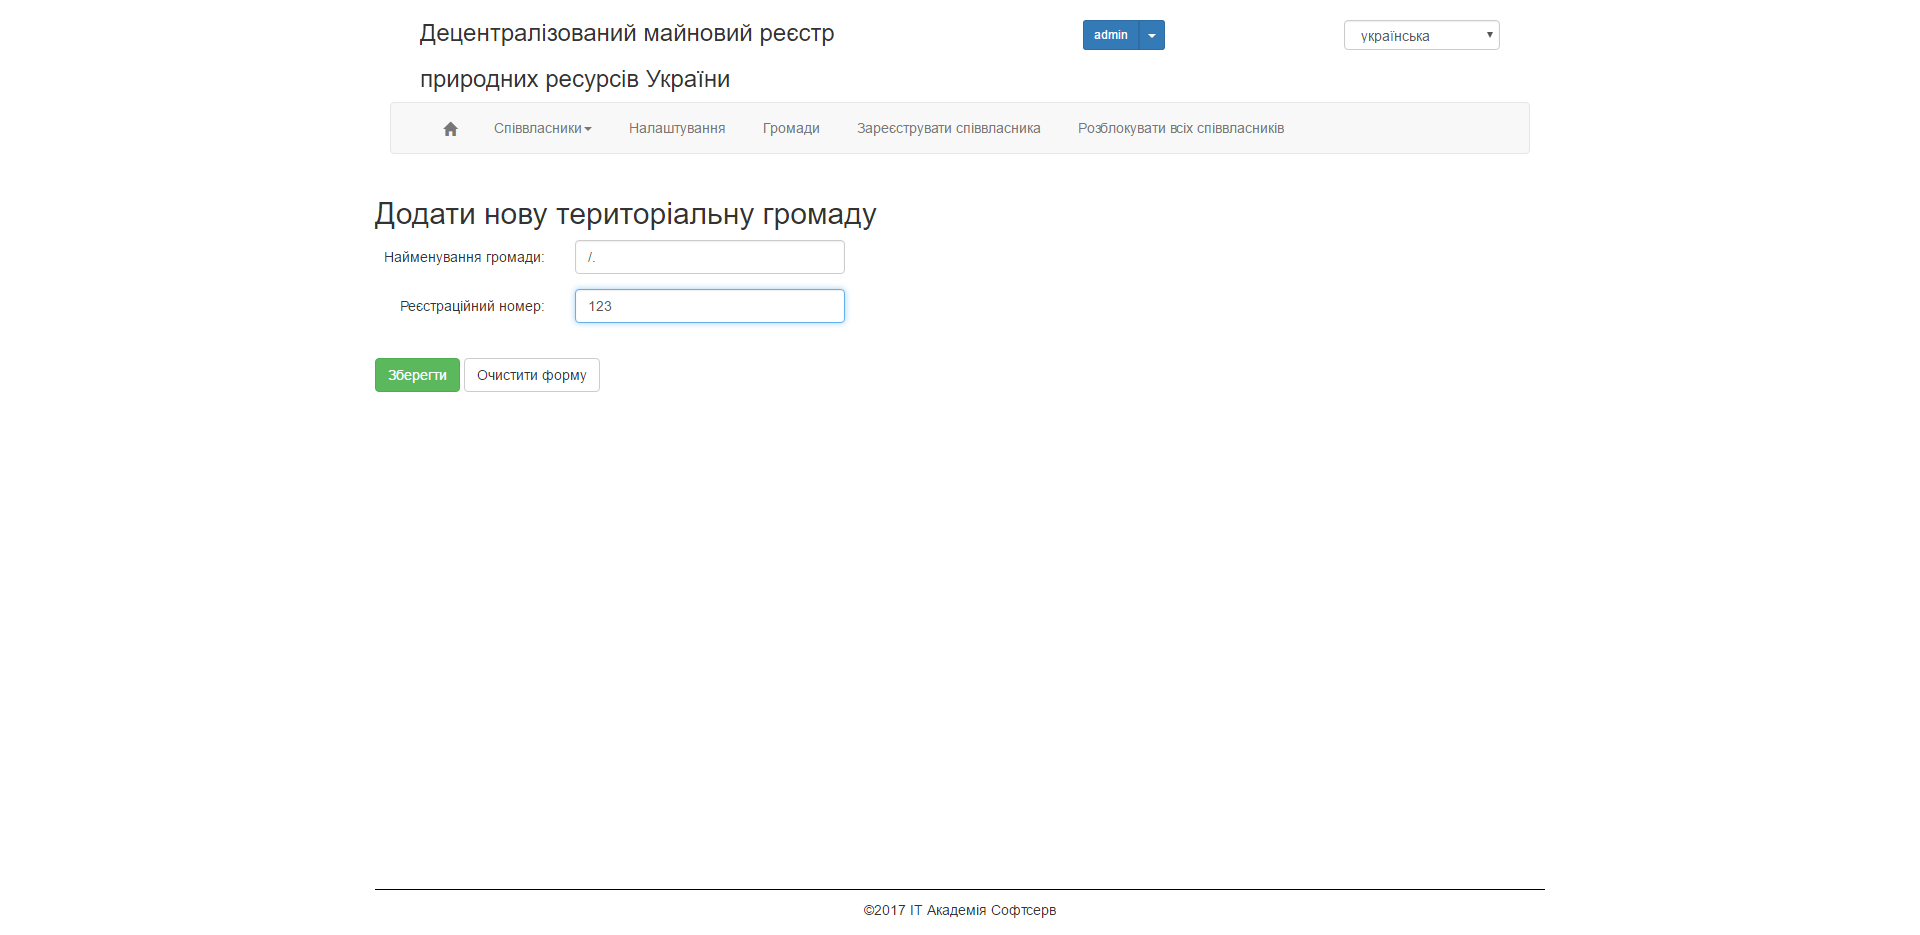 Децентралізований майновий реєстр
природних ресурсів України
admin
українська
Співвласники
Налаштування
Громади
Зареєструвати співвласника
Розблокувати всіх співвласників
Додати нову територіальну громаду
Найменування громади:
/.
Реєстраційний номер:
123
Зберегти
Очистити форму
©2017 ІТ Академія Софтсерв